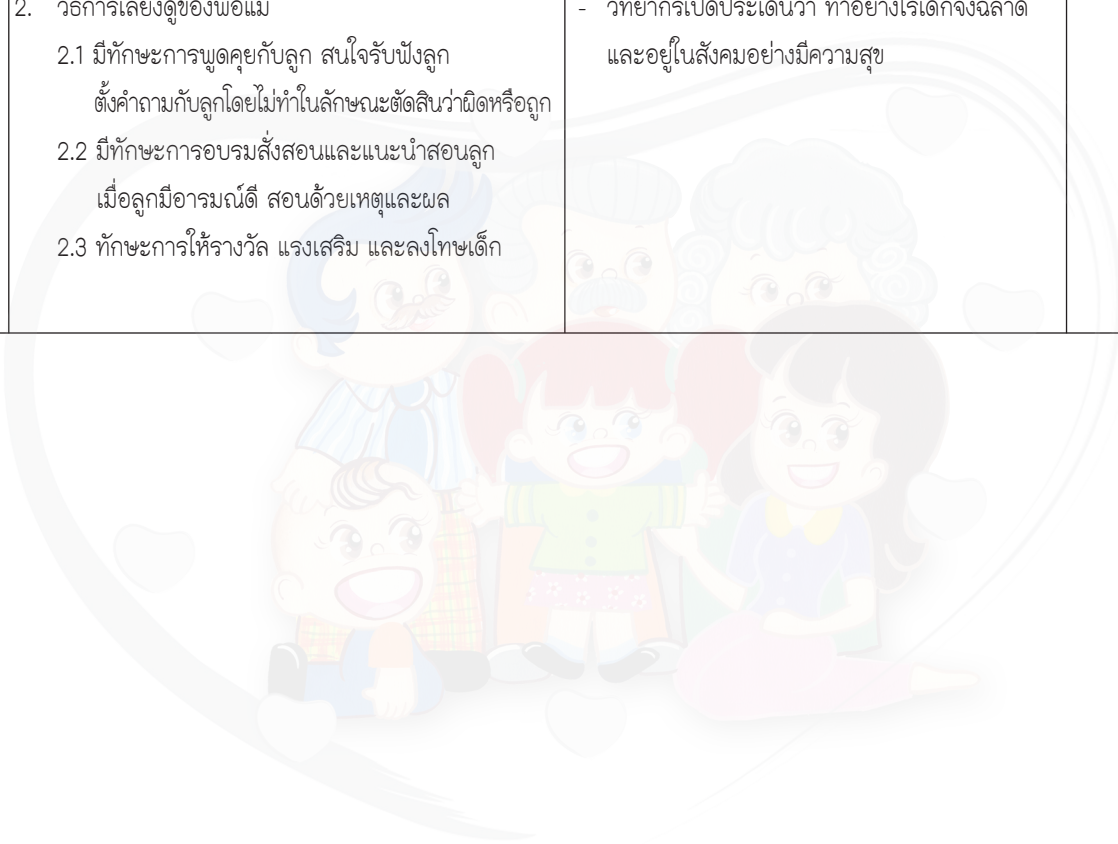 2. วิธีการเลี้ยงดูของพ่อแม่
2.1 มีทักษะการพูดคุยกับลูก สนใจรับฟังลูก
ตั้งคำถามกับลูกโดยไม่ทำในลักษณะตัดสินว่าผิดหรือถูก
2.2 มีทักษะการอบรมสั่งสอนและแนะนำสอนลูก
เมื่อลูกมีอารมณ์ดี สอนด้วยเหตุและผล
2.3 ทักษะการให้รางวัล แรงเสริม และลงโทษเด็ก
- วิทยากรเปิดประเด็นว่า ทำอย่างไรเด็กจึงฉลาด
และอยู่ในสังคมอย่างมีความสุข